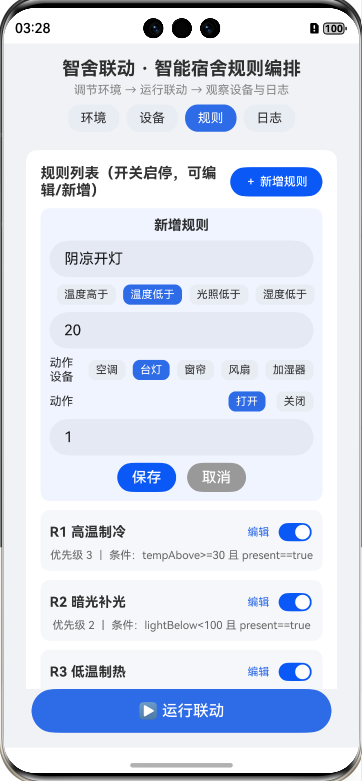 03:28
100
智舍联动 · 智能宿舍规则编排
调节环境 → 运行联动 → 观察设备与日志
环境 设备 规则 日志
规则列表（开关启停，可编
辑/新增）
+ 新增规则
新增规则
阴凉开灯
温度高于 温度低于 光照低于 湿度低于
20
动作
设备
空调 台灯 窗帘 风扇 加湿器
动作 打开 关闭
1
保存 取消
R1 高温制冷 编辑
优先级 3 | 条件：tempAbove>=30 且 present==true
R2 暗光补光 编辑
优先级 2 | 条件：lightBelow<100 且 present==true
R3 低温制热 编辑
运行联动